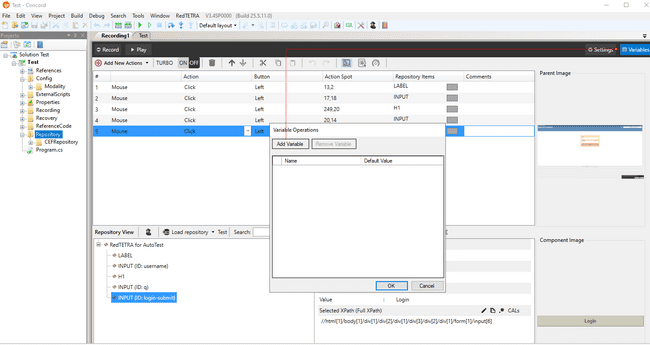 Test - Concord
File Edit View Project Build Debug Search Tools Window RedTETRA V3.4SP0000 [Build 23.5.11.0]
Default layout
Projects
Recording1 Test
Solution Test
Test
References
Config
Modality
ExternalScripts
Properties
Recording
Recovery
ReferenceCode
Repository
CEFRepository
Program.cs
Record Play Settings Variables
Add New Actions TURBO ON OFF
# Action Button Action Spot Repository Items Comments
1 Mouse Click Left 13,2 LABEL
2 Mouse Click Left 17,18 INPUT
3 Mouse Click Left 249,20 H1
4 Mouse Click Left 20,14 INPUT
Mouse Click Left
Parent Image
Variable Operations
Add Variable Remove Variable
Name Default Value
OK Cancel
Repository View Load repository Test Search:
RedTETRA for AutoTest
LABEL
INPUT (ID: username)
H1
INPUT (ID: q)
INPUT (ID: login-submit)
Value : Login
Selected XPath (Full XPath) CALs
//html[1]/body[1]/div[1]/div[2]/div[1]/div[3]/div[2]/div[1]/form[1]/input[6]
Component Image
Login